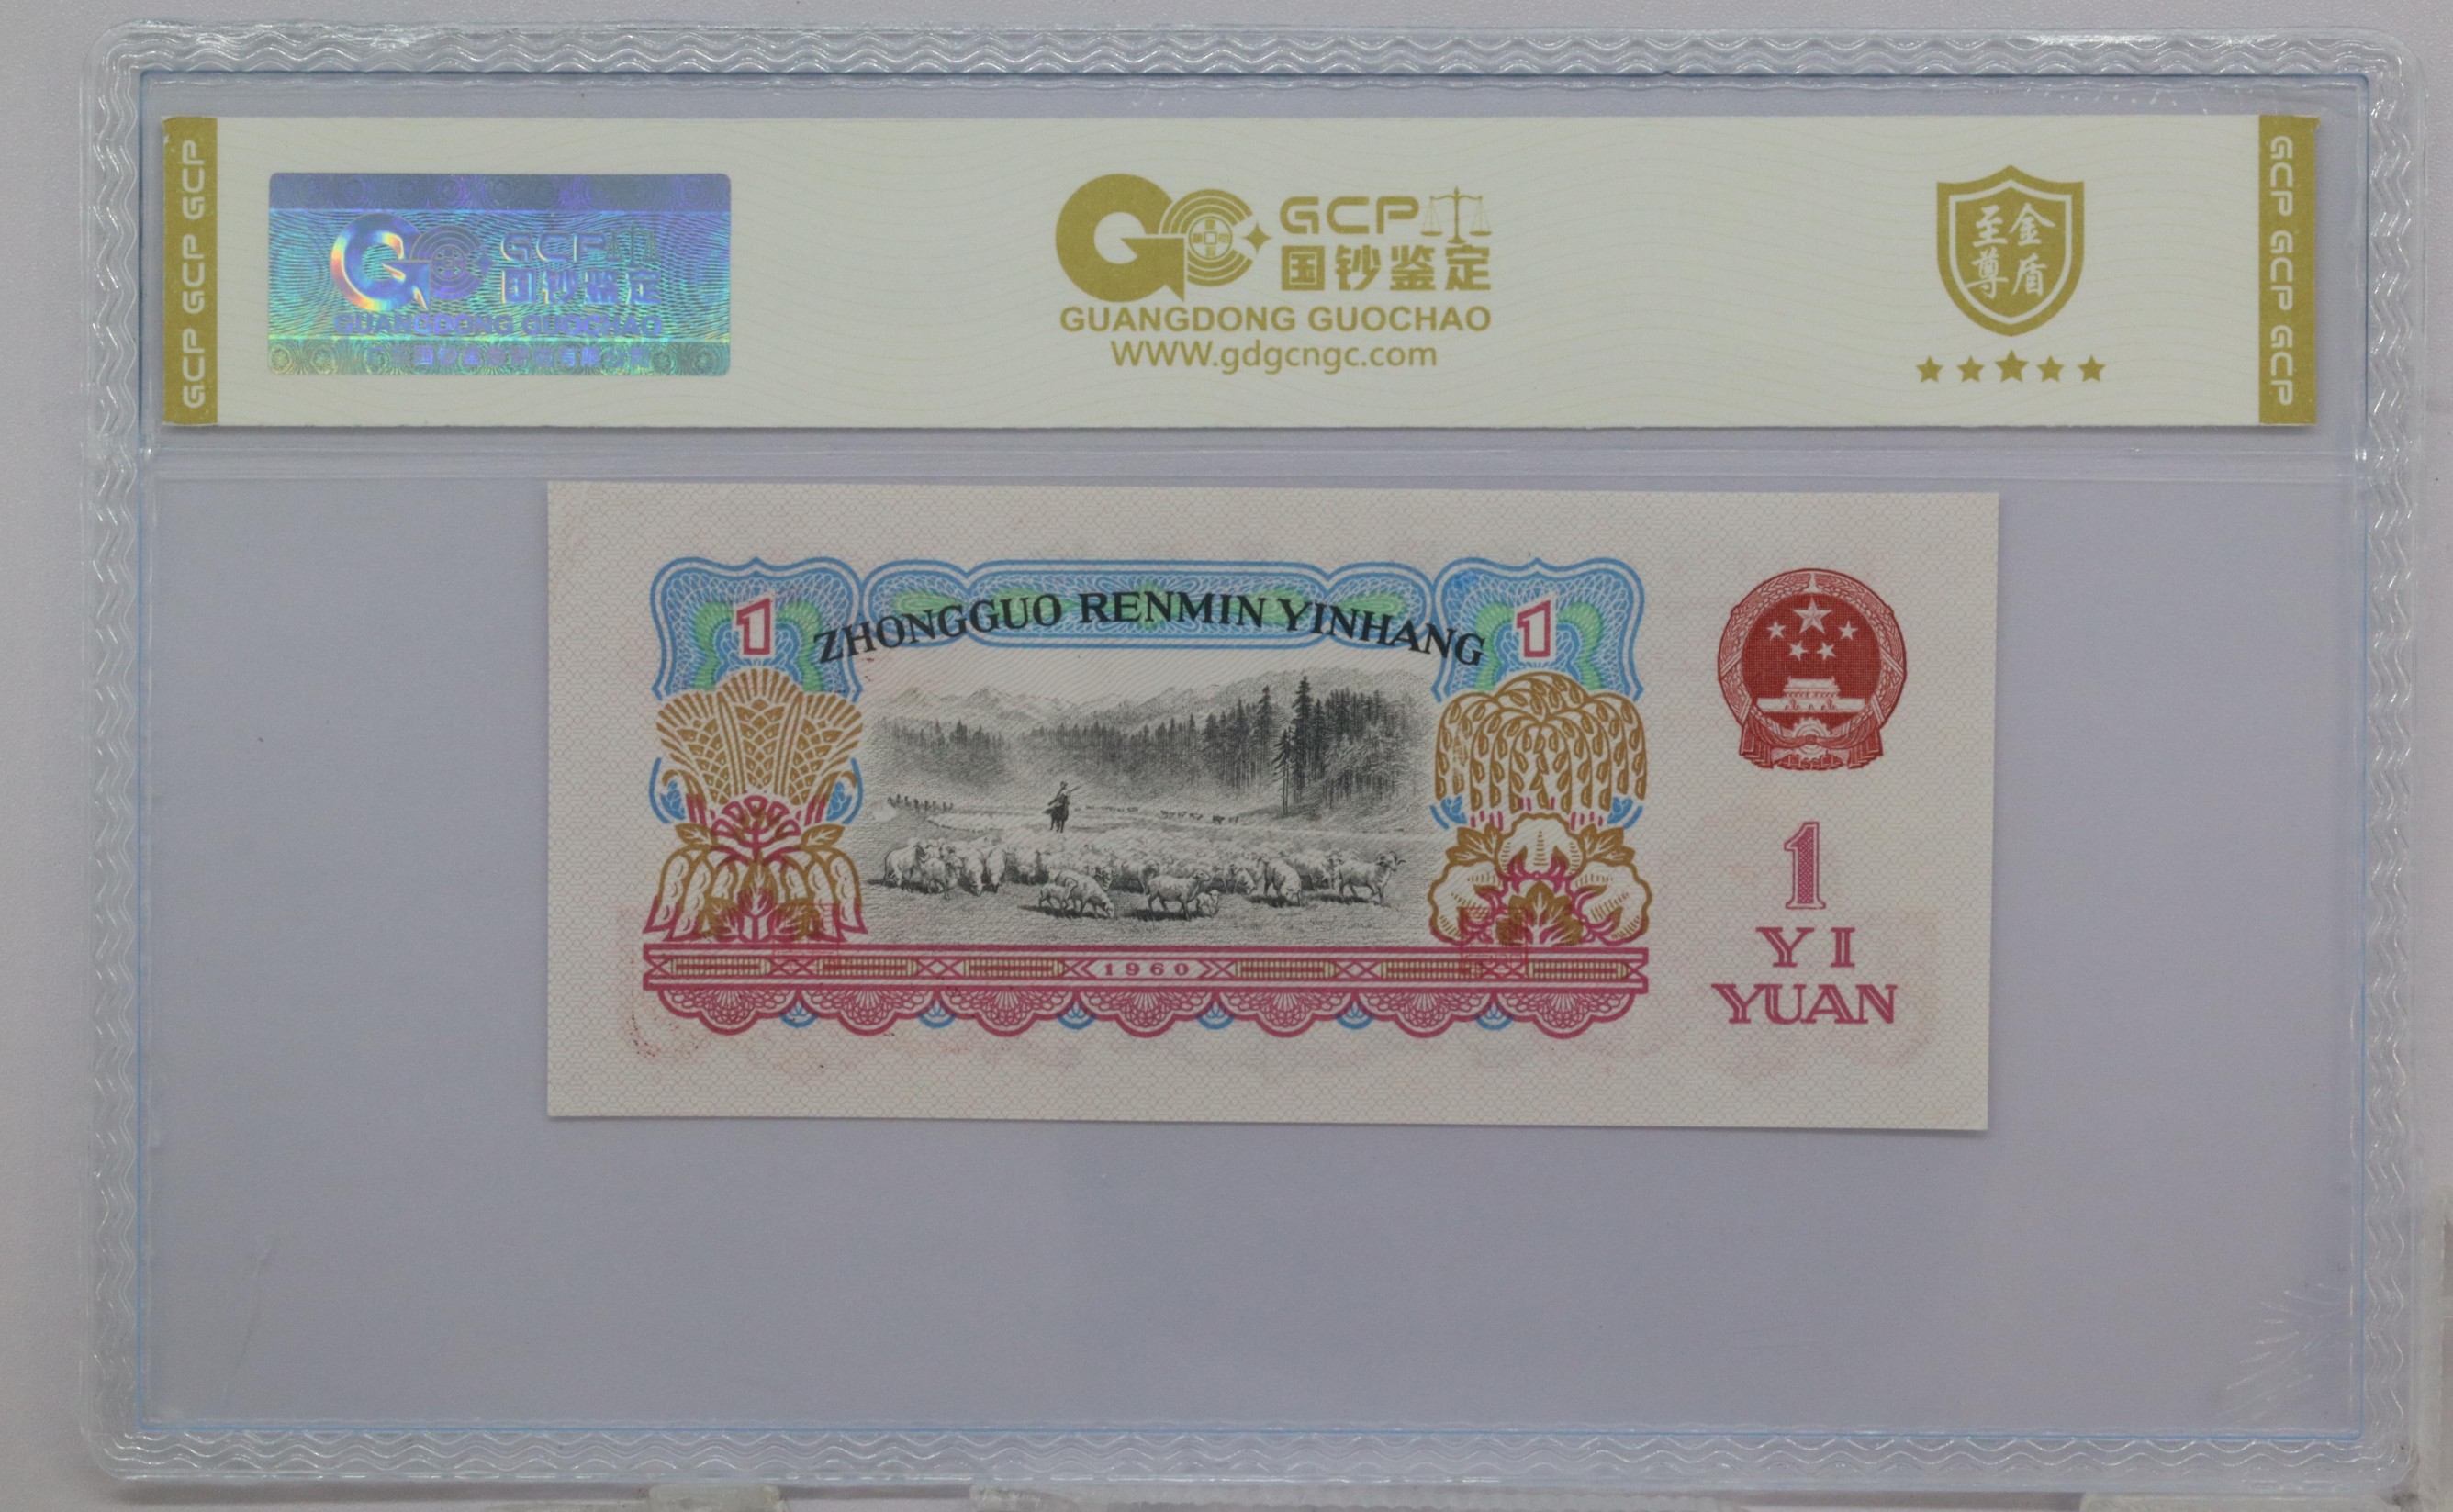 GCP GCP GCP
GCP
国钞鉴定
GUANGDONG GUOCHAO
GCP
国钞鉴定
GUANGDONG GUOCHAO
WWW.gdgcngc.com
至尊金盾
GCP GCP GCP
1
ZHONGGUO RENMIN YINHANG
1
1960
1
YI
YUAN